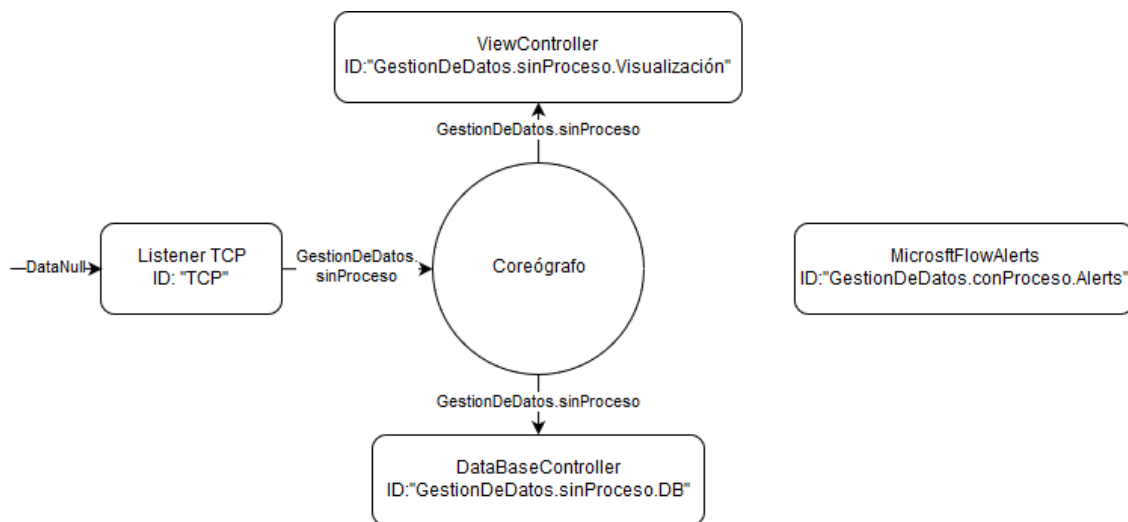 ViewController
ID:"GestionDeDatos.sinProceso.Visualización"
GestionDeDatos.sinProceso
DataNull
Listener TCP
ID: "TCP"
GestionDeDatos.
sinProceso
Coreógrafo
MicrosftFlowAlerts
ID:"GestionDeDatos.conProceso.Alerts"
GestionDeDatos.sinProceso
DataBaseController
ID:"GestionDeDatos.sinProceso.DB"